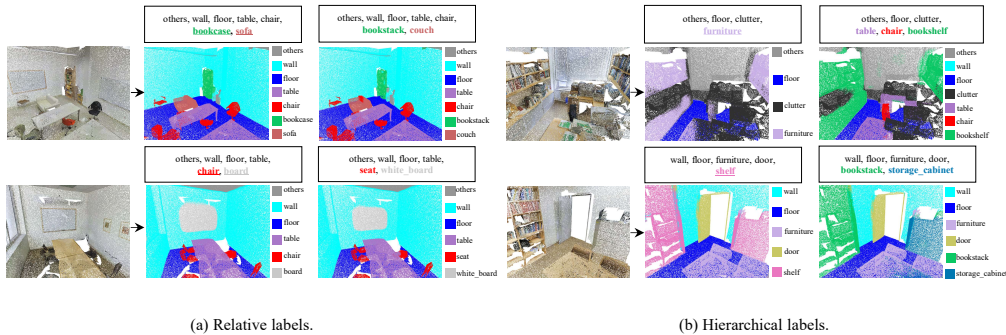 others, wall, floor, table, chair,
bookcase, sofa
others, wall, floor, table, chair,
bookstack, couch
others
wall
floor
table
chair
bookcase
sofa
others
wall
floor
table
chair
bookstack
couch
others, wall, floor, table,
chair, board
others, wall, floor, table,
seat, white_board
others
wall
floor
table
chair
board
others
wall
floor
table
seat
white_board
(a) Relative labels.
others, floor, clutter,
furniture
others, floor, clutter,
table, chair, bookshelf
others
floor
clutter
furniture
others
wall
floor
clutter
table
chair
bookshelf
wall, floor, furniture, door,
shelf
wall, floor, furniture, door,
bookstack, storage_cabinet
wall
floor
furniture
door
shelf
wall
floor
furniture
door
bookstack
storage_cabinet
(b) Hierarchical labels.